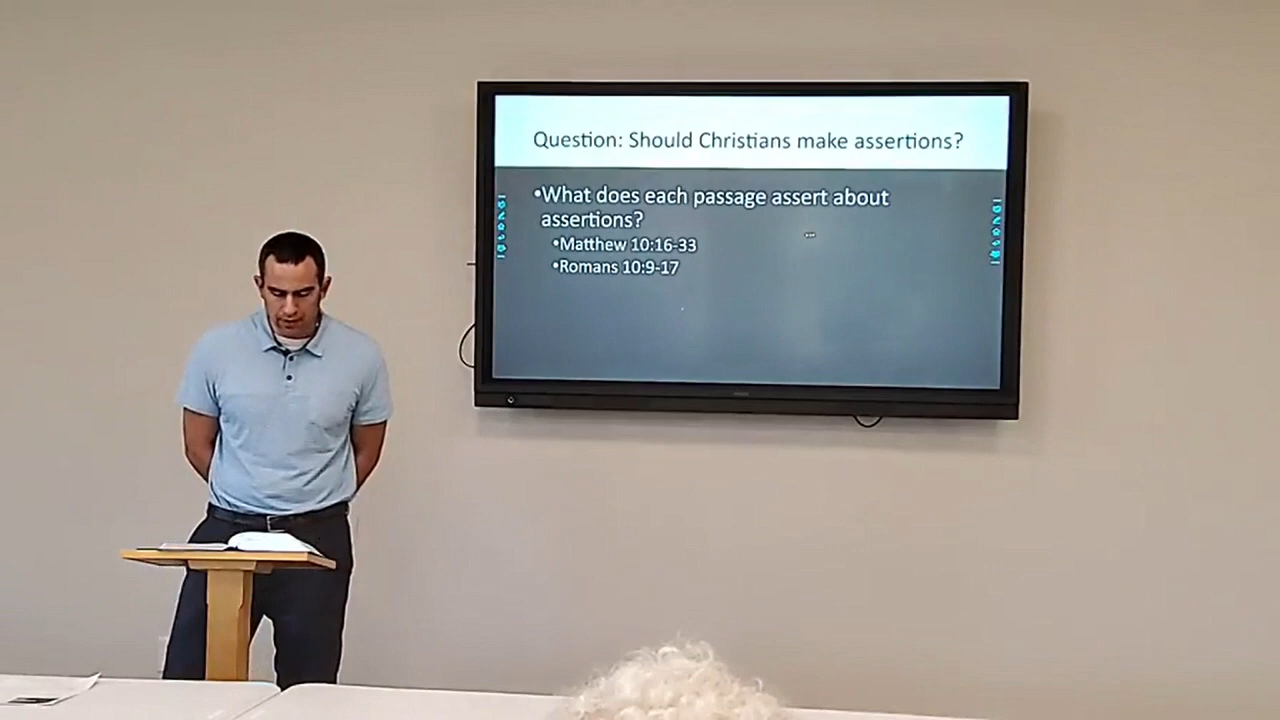 Question: Should Christians make assertions?
•What does each passage assert about
assertions?
•Matthew 10:16-33
•Romans 10:9-17